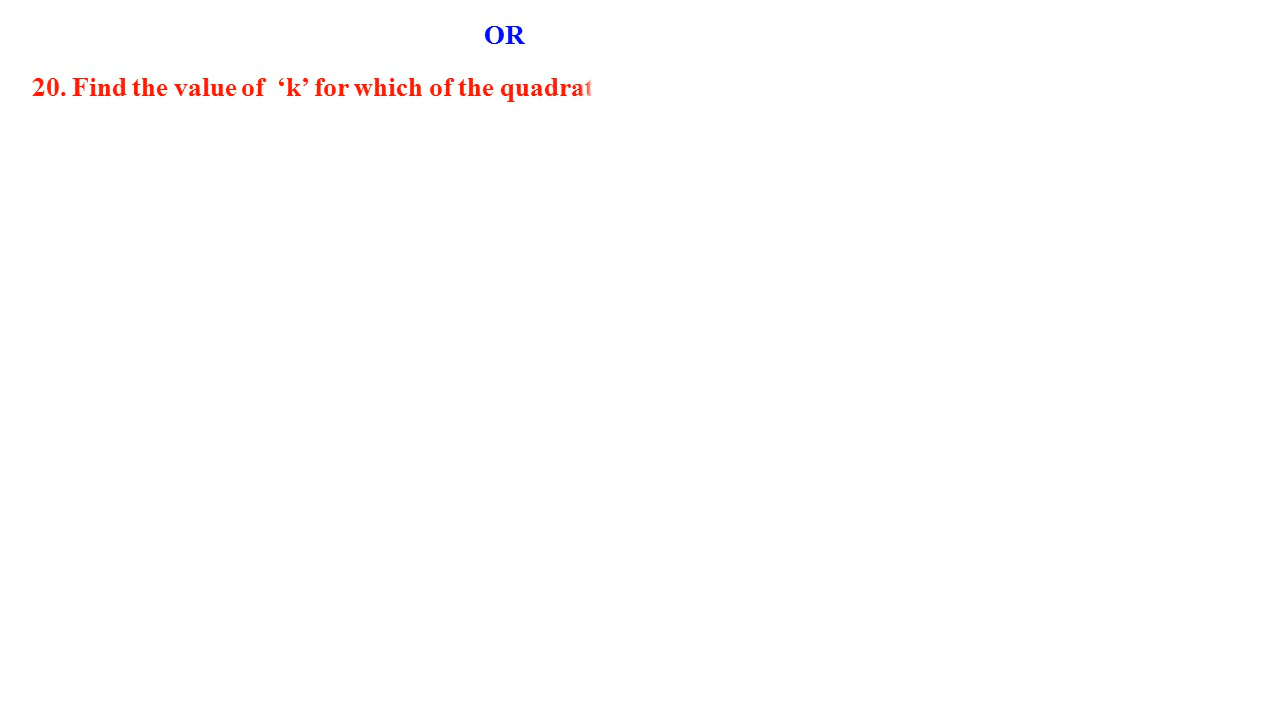 OR
20. Find the value of ‘k’ for which of the quadrat